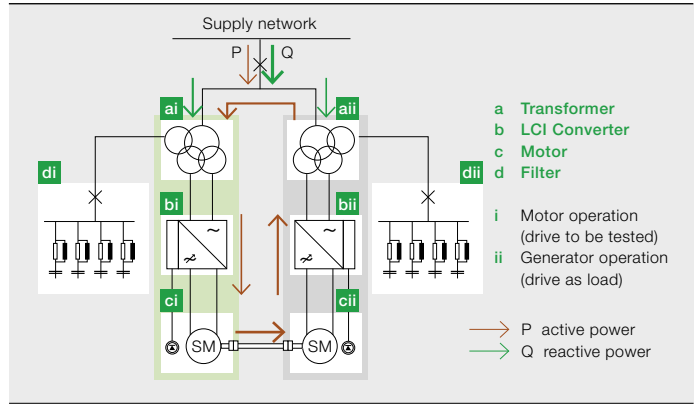 Supply network
P
Q
ai
aii
di
dii
bi
bii
ci
cii
SM
SM
a Transformer
b LCI Converter
c Motor
d Filter
i Motor operation
(drive to be tested)
ii Generator operation
(drive as load)
P active power
Q reactive power